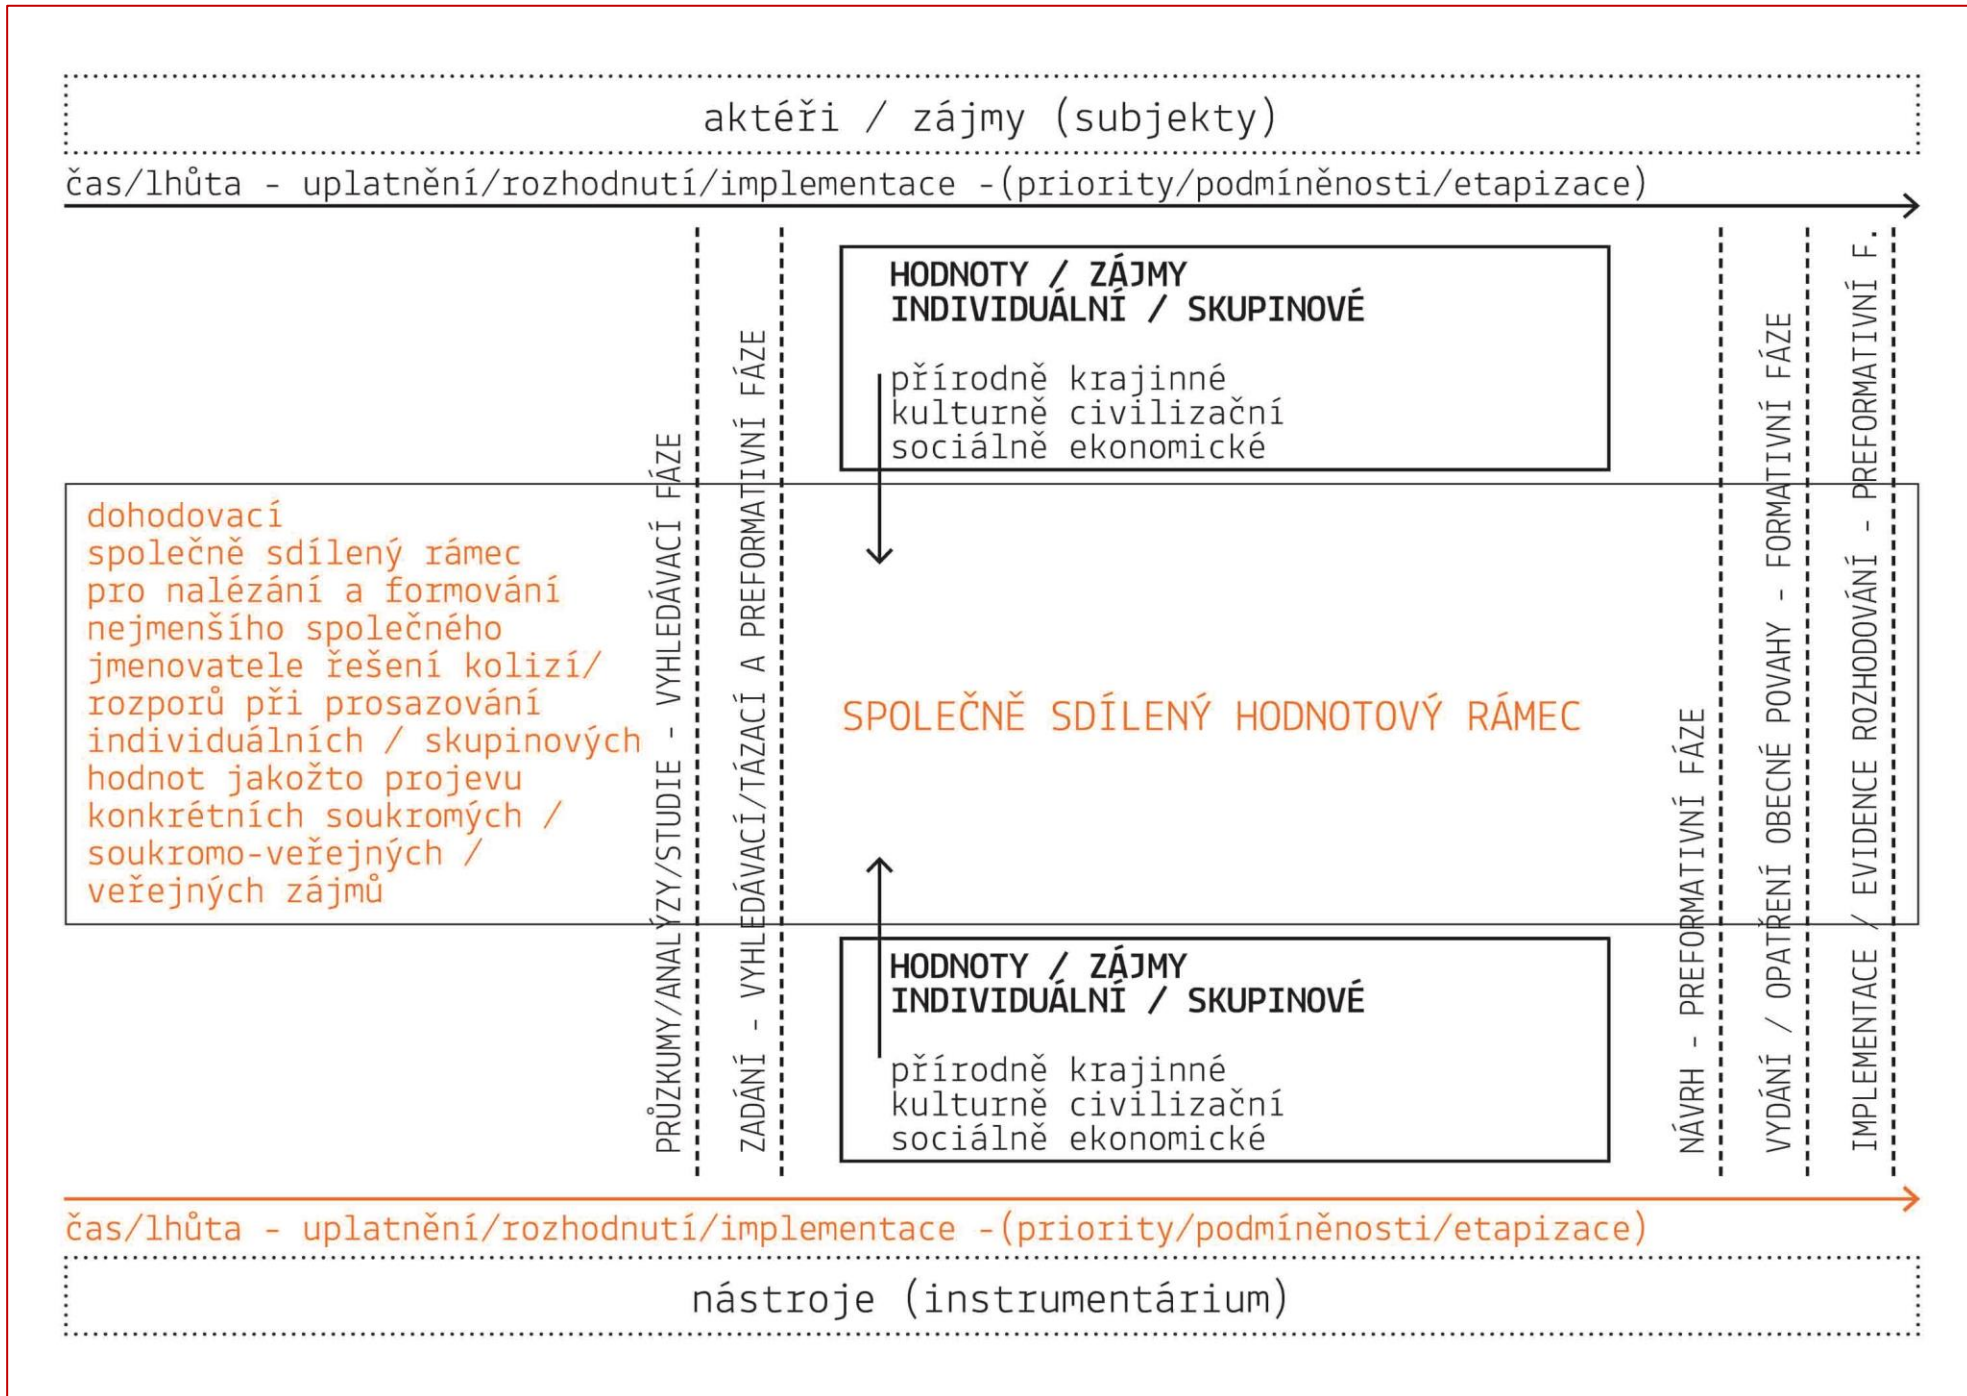 aktéři / zájmy (subjekty)
čas/lhůta - uplatnění/rozhodnutí/implementace -(priority/podmíněnosti/etapizace)
HODNOTY / ZÁJMY
INDIVIDUÁLNÍ / SKUPINOVÉ
přírodně krajinné
kulturně civilizační
sociálně ekonomické
dohodovací
společně sdílený rámec
pro nalézání a formování
nejmenšího společného
jmenovatele řešení kolizí/
rozporů při prosazování
individuálních / skupinových
hodnot jakožto projevu
konkrétních soukromých /
soukromo-veřejných /
veřejných zájmů
PRŮZKUMY/ANALÝZY/STUDIE - VYHLEDÁVACÍ FÁZE
ZADÁNÍ - VYHLEDÁVACÍ/TÁZACÍ A PREFORMATIVNÍ FÁZE
SPOLEČNĚ SDÍLENÝ HODNOTOVÝ RÁMEC
NÁVRH - PREFORMATIVNÍ FÁZE
VYDÁNÍ / OPATŘENÍ OBECNÉ POVAHY - FORMATIVNÍ FÁZE
IMPLEMENTACE / EVIDENCE ROZHODOVÁNÍ - PREFORMATIVNÍ F.
HODNOTY / ZÁJMY
INDIVIDUÁLNÍ / SKUPINOVÉ
přírodně krajinné
kulturně civilizační
sociálně ekonomické
čas/lhůta - uplatnění/rozhodnutí/implementace -(priority/podmíněnosti/etapizace)
nástroje (instrumentárium)